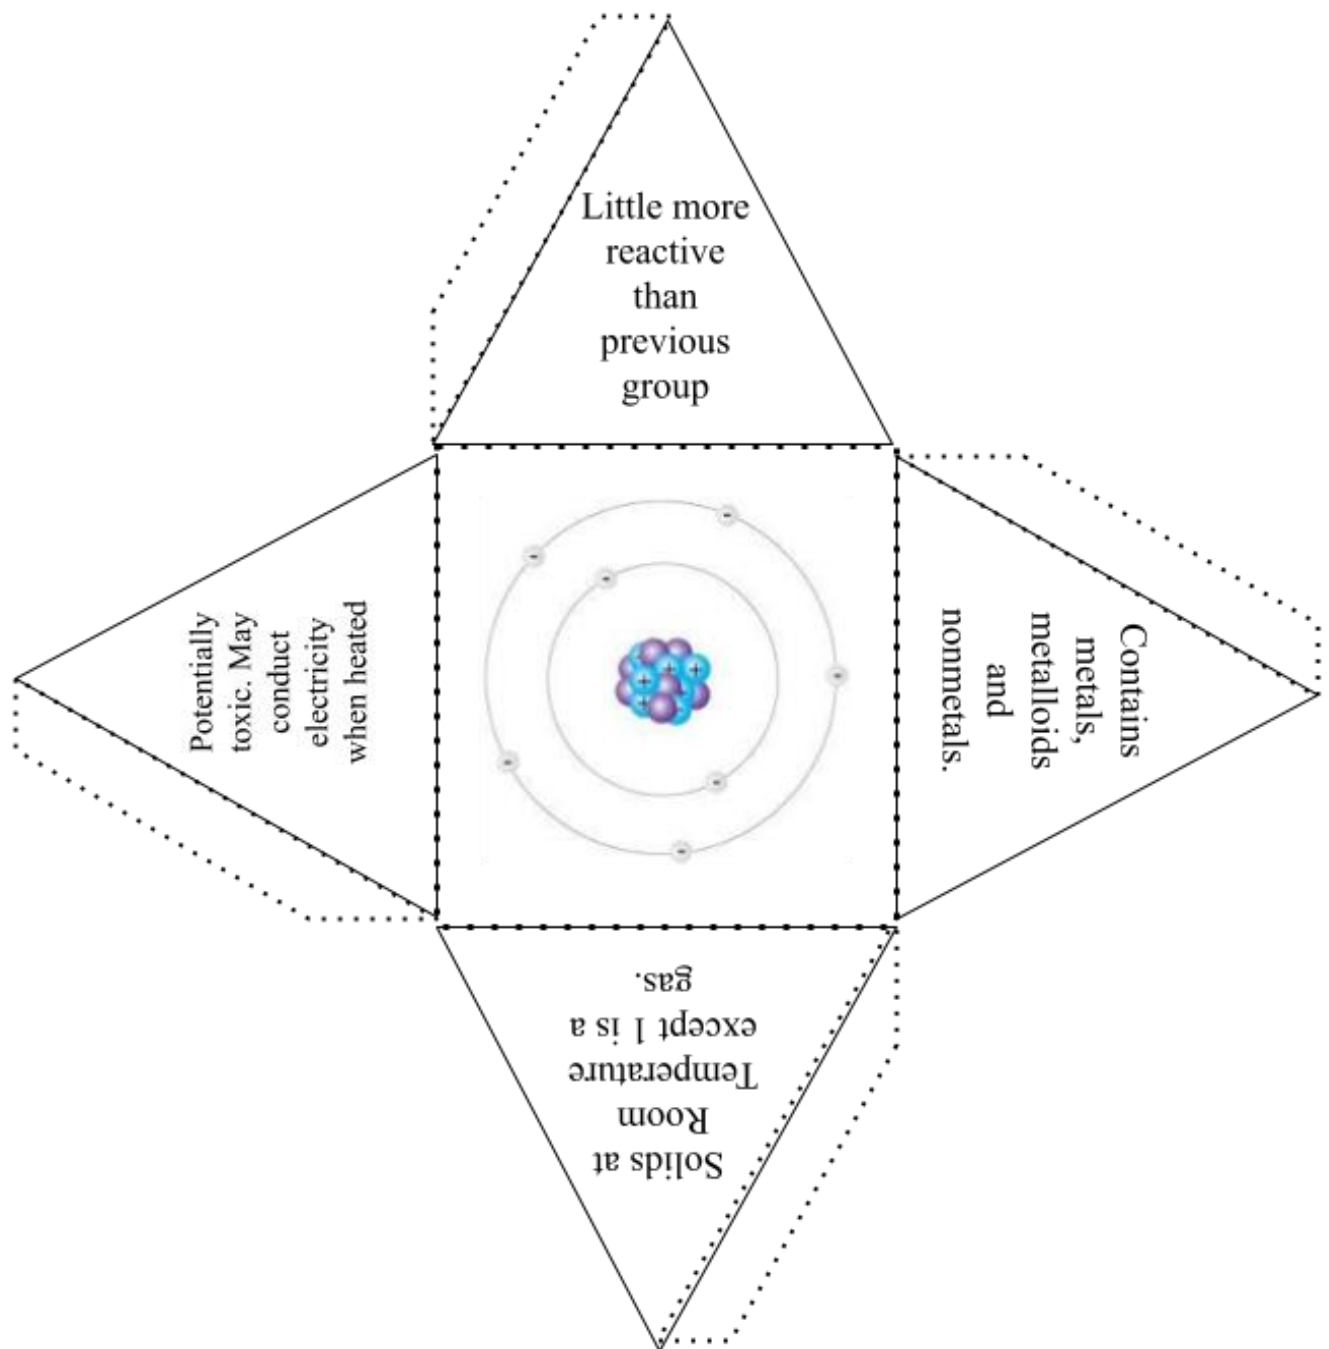 Little more
reactive
than
previous
group
Potentially
toxic. May
conduct
electricity
when heated
Contains
metals,
metalloids
and
nonmetals.
Solids at
Room
Temperature
except 1 is a
gas.